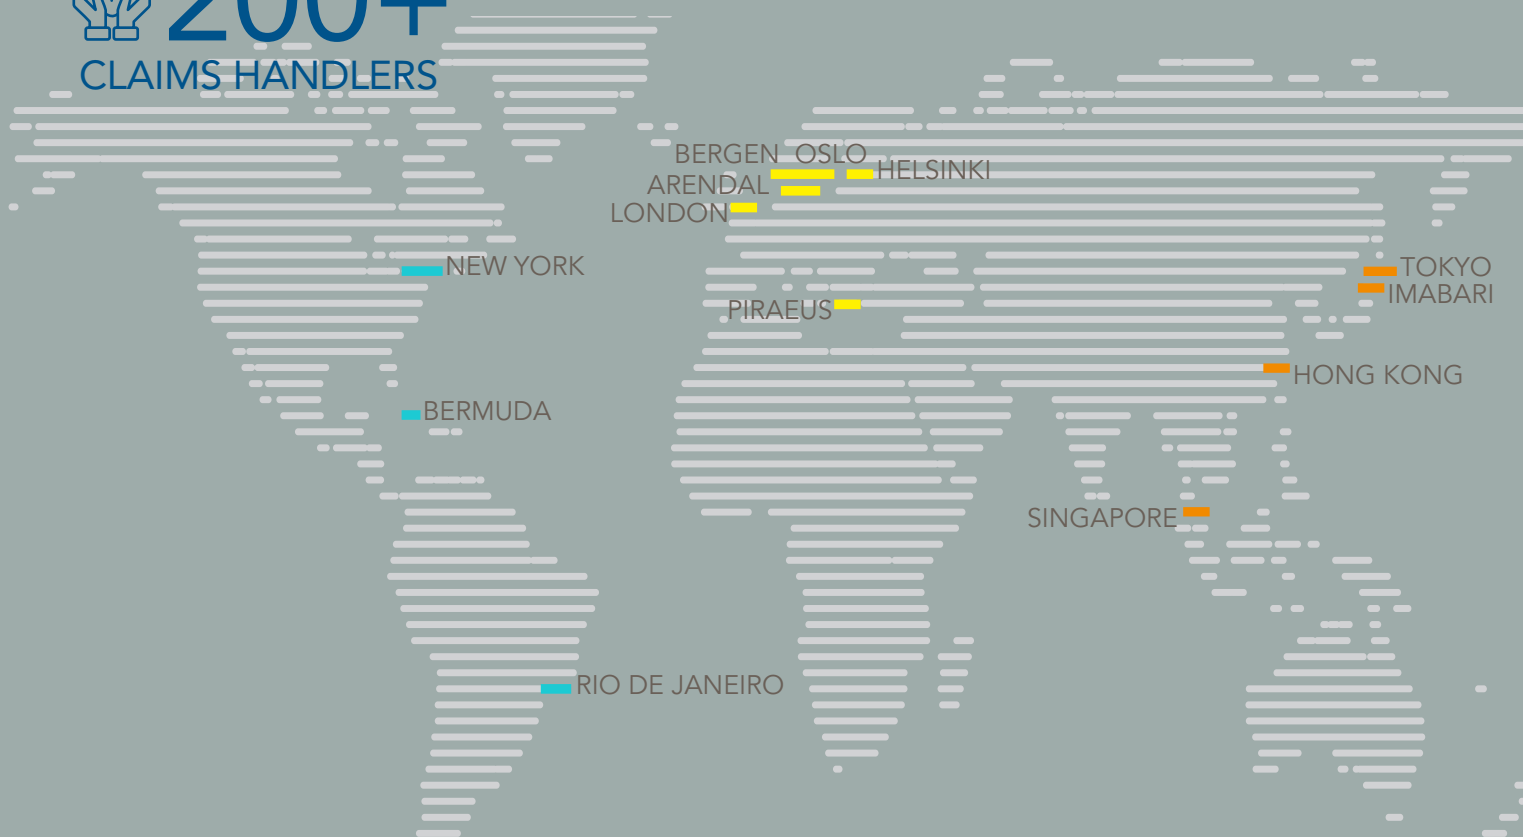 200+
CLAIMS HANDLERS
BERGEN OSLO
HELSINKI
ARENDAL
LONDON
NEW YORK
TOKYO
IMABARI
PIRAEUS
HONG KONG
BERMUDA
SINGAPORE
RIO DE JANEIRO